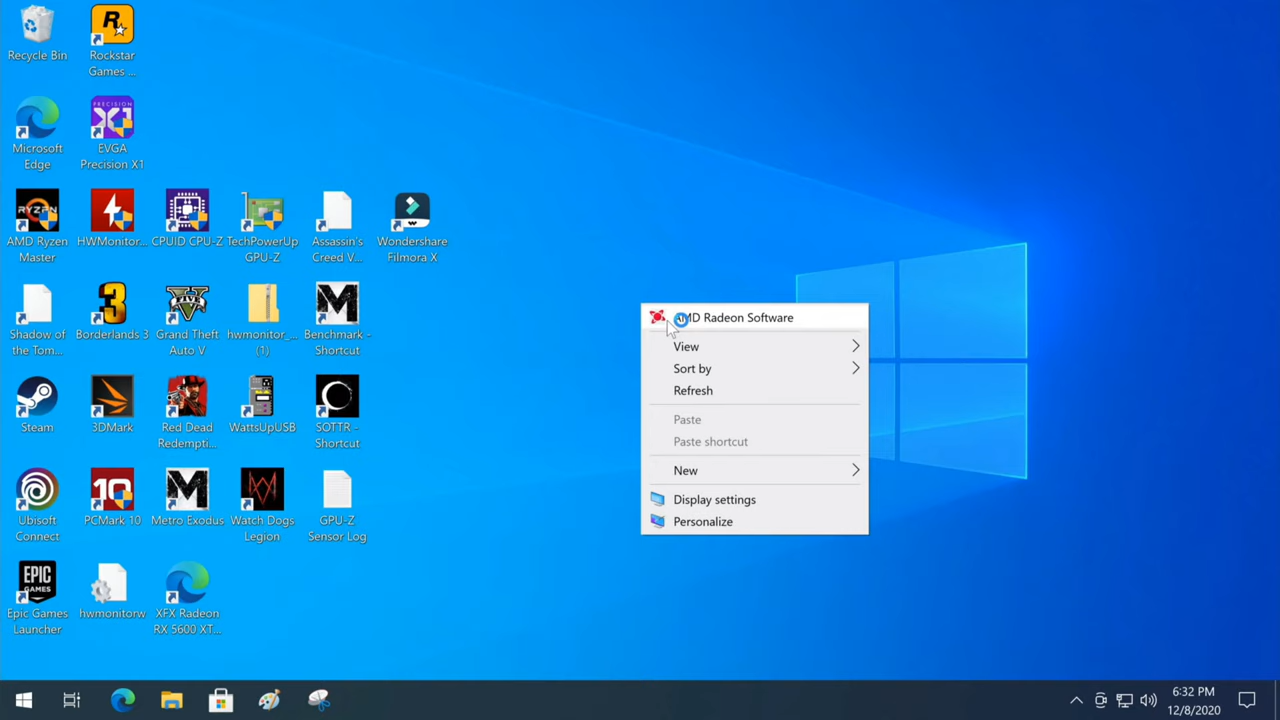 Recycle Bin
Rockstar
Games ...
Microsoft
Edge
EVGA
Precision X1
AMD Ryzen
Master
HWMonitor...
CPUID CPU-Z
TechPowerUp
GPU-Z
Assassin's
Creed V...
Wondershare
Filmora X
Shadow of
the Tom...
Borderlands 3
Grand Theft
Auto V
hwmonitor_...
(1)
Benchmark -
Shortcut
Steam
3DMark
Red Dead
Redempti...
WattsUpUSB
SOTTR -
Shortcut
Ubisoft
Connect
PCMark 10
Metro Exodus
Watch Dogs
Legion
GPU-Z
Sensor Log
Epic Games
Launcher
hwmonitorw
XFX Radeon
RX 5600 XT...
AMD Radeon Software
View
Sort by
Refresh
Paste
Paste shortcut
New
Display settings
Personalize
6:32 PM
12/8/2020